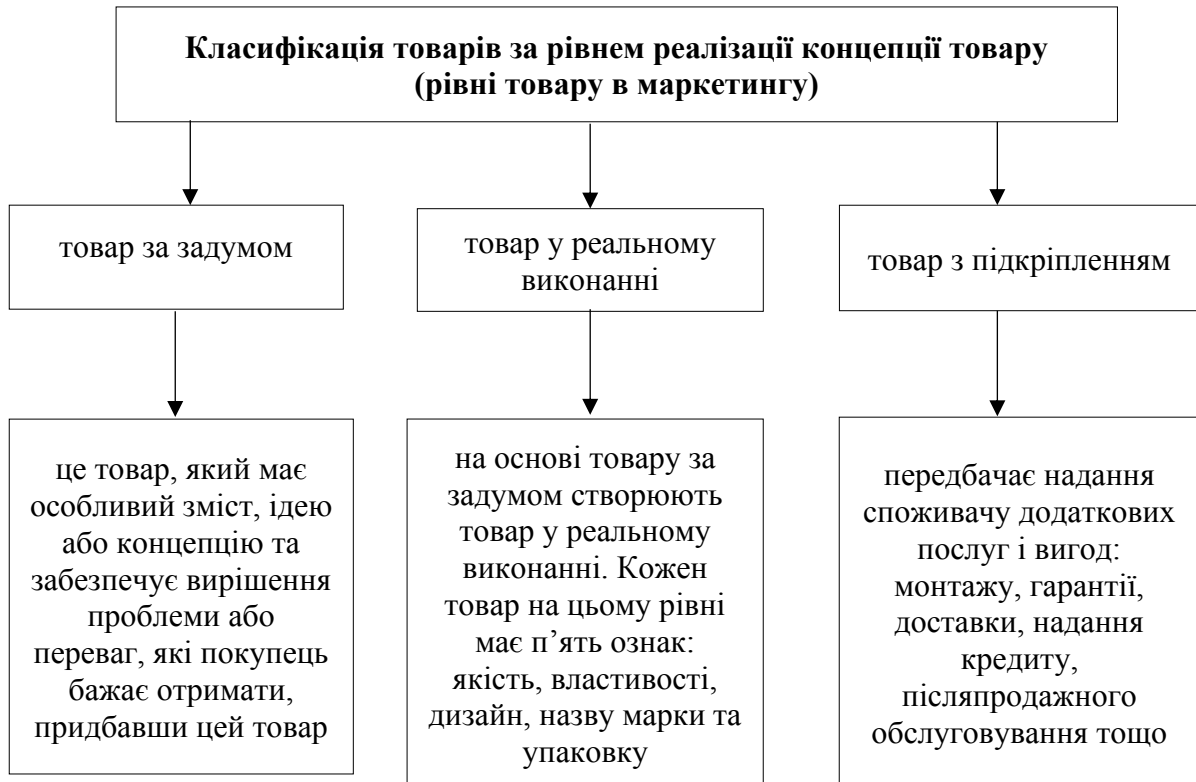 Класифікація товарів за рівнем реалізації концепції товару
(рівні товару в маркетингу)
товар за задумом
товар у реальному
виконанні
товар з підкріпленням
це товар, який має
особливий зміст, ідею
або концепцію та
забезпечує вирішення
проблеми або
переваг, які покупець
бажає отримати,
придбавши цей товар
на основі товару за
задумом створюють
товар у реальному
виконанні. Кожен
товар на цьому рівні
має п’ять ознак:
якість, властивості,
дизайн, назву марки та
упаковку
передбачає надання
споживачу додаткових
послуг і вигод:
монтажу, гарантії,
доставки, надання
кредиту,
післяпродажного
обслуговування тощо